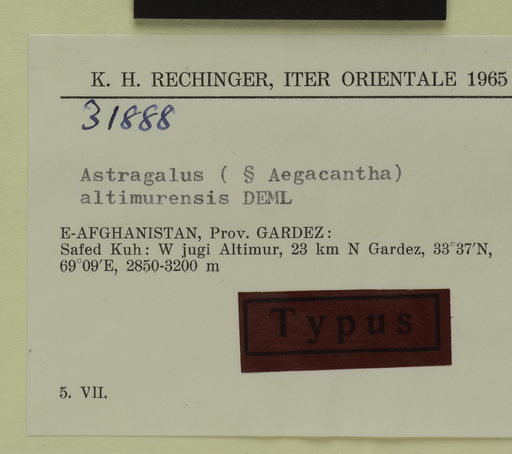 K. H. RECHINGER, ITER ORIENTALE 1965
31888
Astragalus ( § Aegacantha)
altimurensis DEML
E-AFGHANISTAN, Prov. GARDEZ:
Safed Kuh: W jugi Altimur, 23 km N Gardez, 33°37′N,
69°09′E, 2850-3200 m
Typus
5. VII.